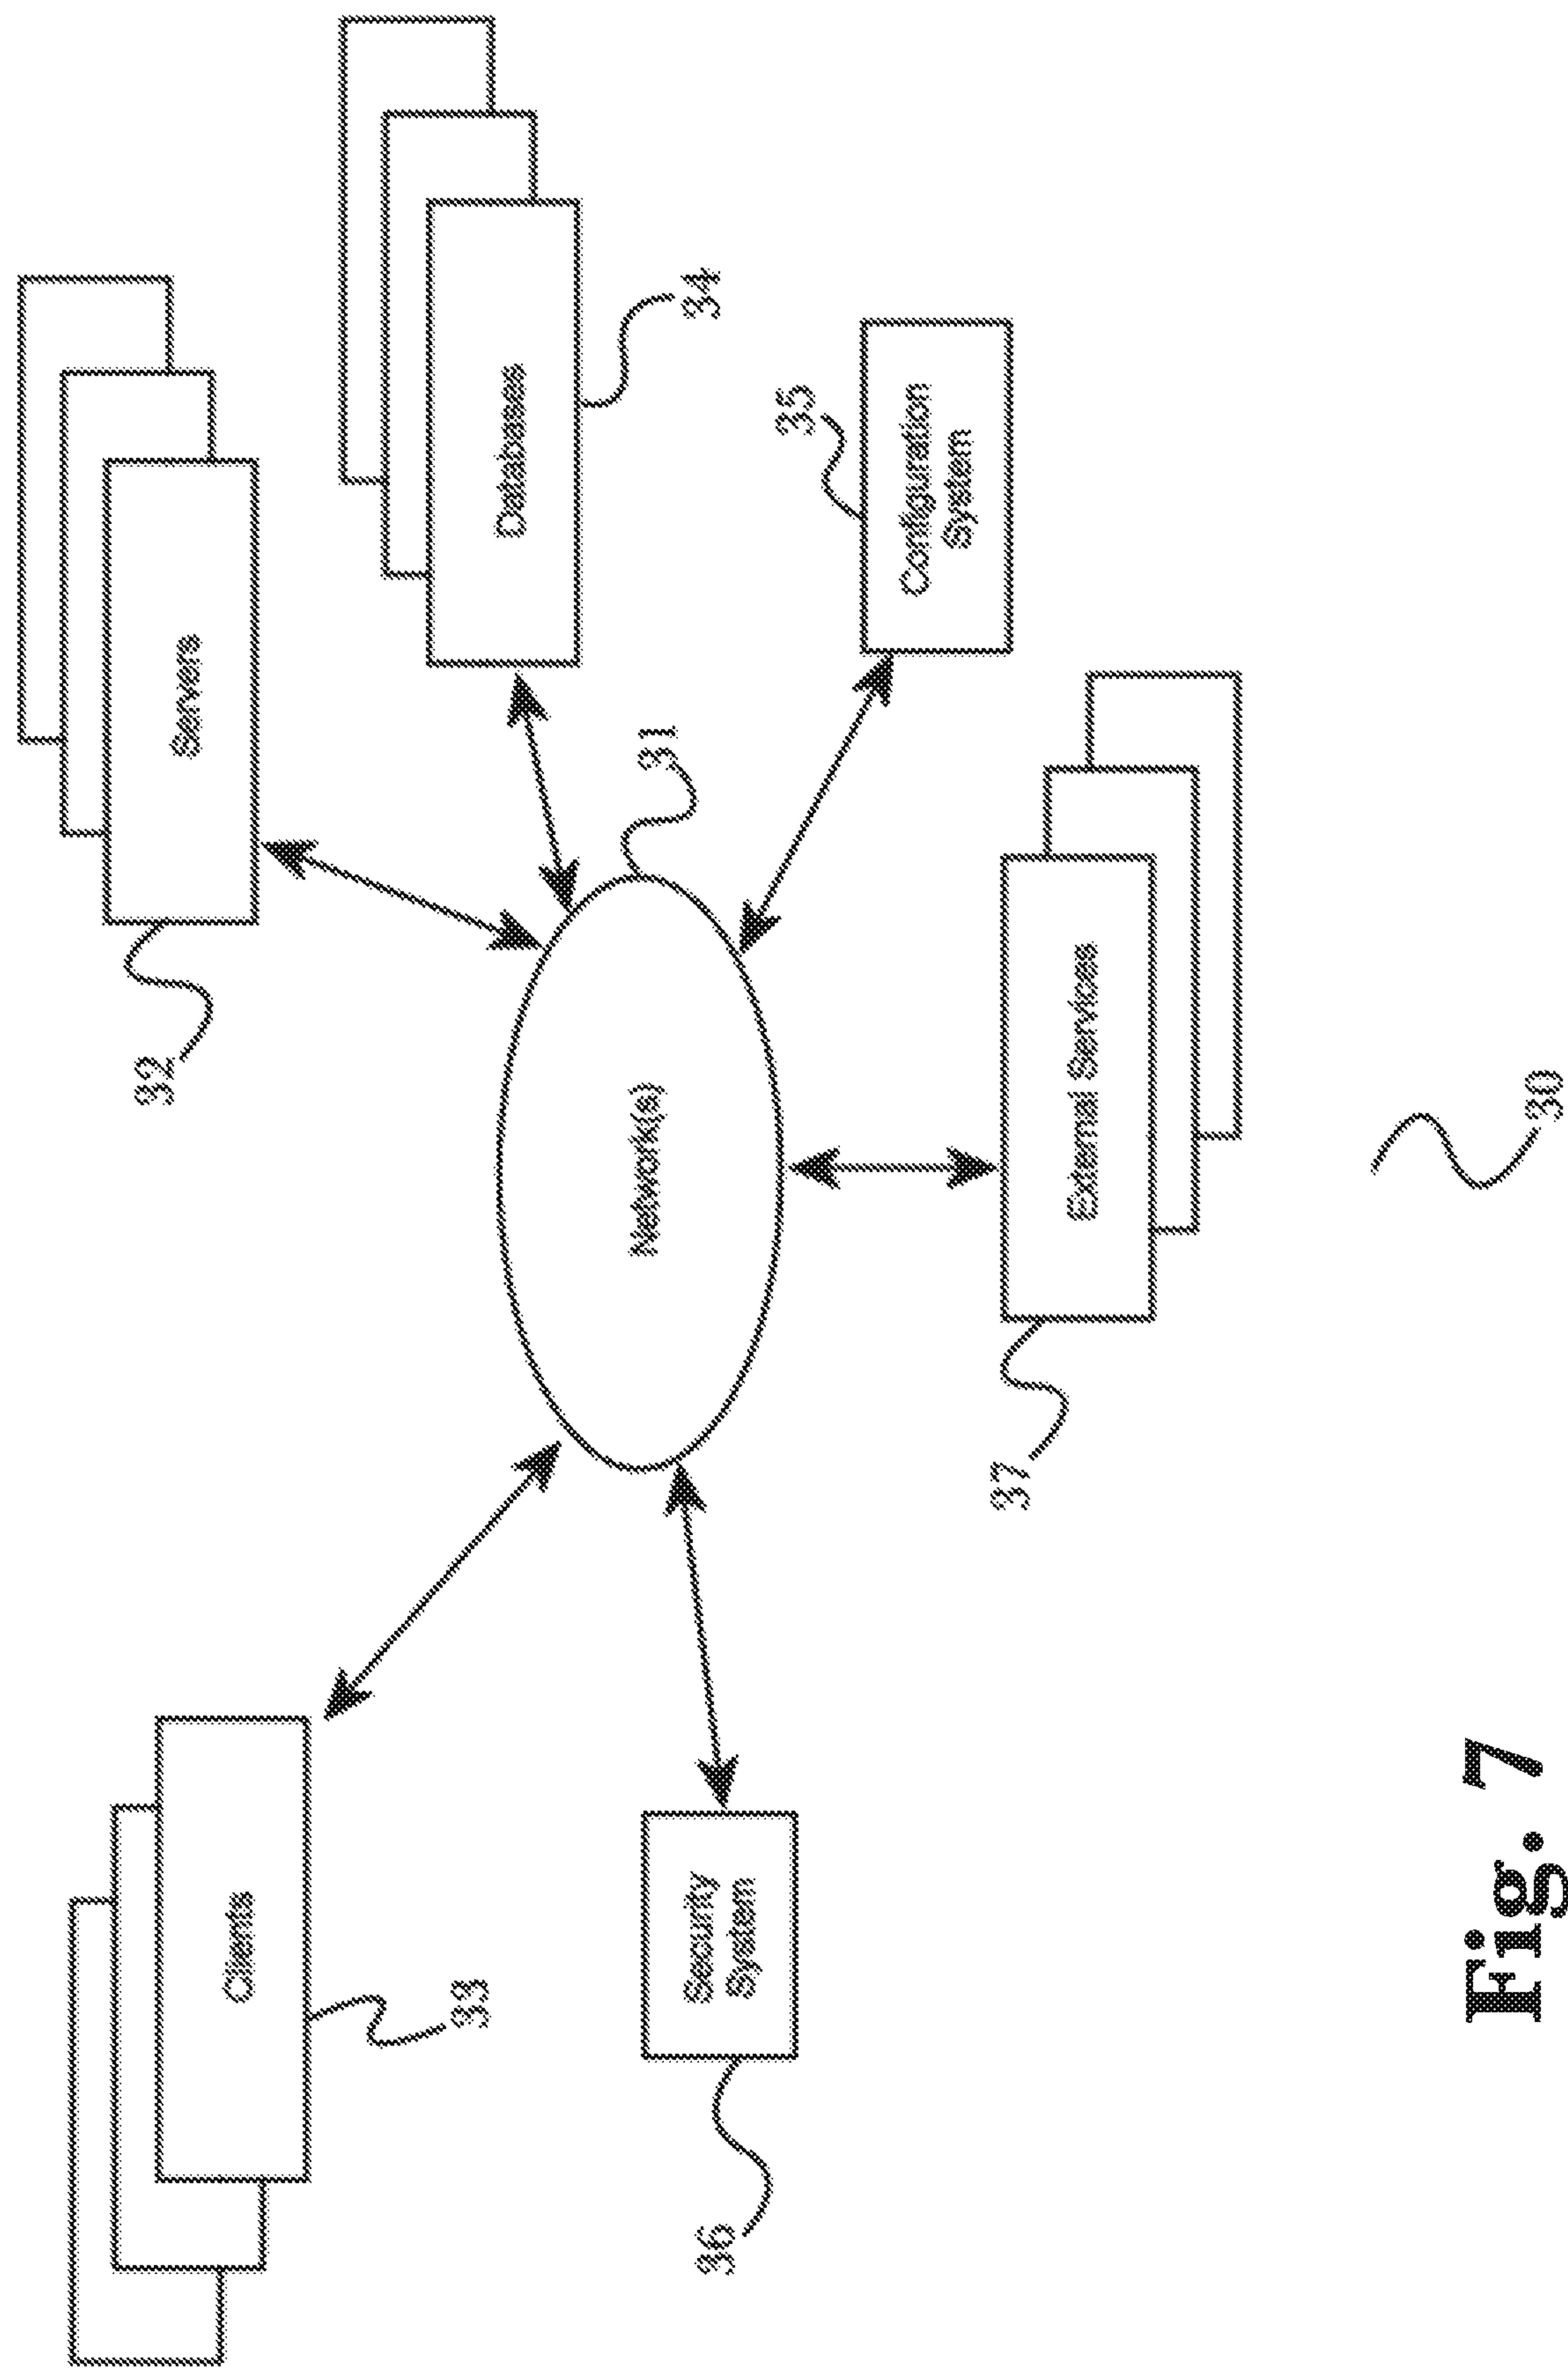 32
Servers
Clients
33
Databases
34
Network(s)
31
35
36
Security
System
Configuration
System
37
External Services
30
Fig. 7